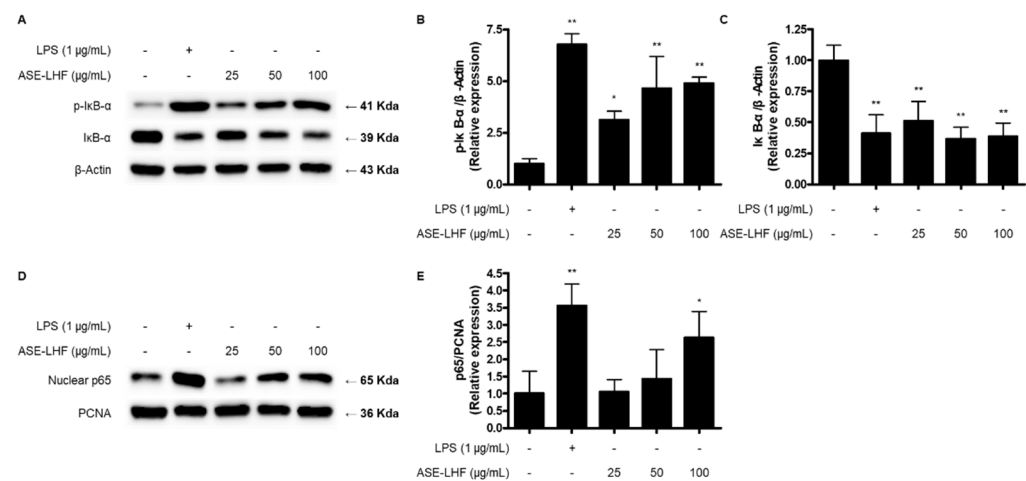 A
LPS (1 µg/mL) - + - - -
ASE-LHF (µg/mL) - - 25 50 100
p-IκB-α ← 41 Kda
IκB-α ← 39 Kda
β-Actin ← 43 Kda
B
p-Iκ B-α /β -Actin
(Relative expression)
7.5
5.0
2.5
0.0
**
*
**
**
LPS (1 µg/mL) - + - - -
ASE-LHF (µg/mL) - - 25 50 100
C
Iκ B-α /β -Actin
(Relative expression)
1.25
1.00
0.75
0.50
0.25
0.00
**
**
**
**
LPS (1 µg/mL) - + - - -
ASE-LHF (µg/mL) - - 25 50 100
D
LPS (1 µg/mL) - + - - -
ASE-LHF (µg/mL) - - 25 50 100
Nuclear p65 ← 65 Kda
PCNA ← 36 Kda
E
p65/PCNA
(Relative expression)
4.5
4.0
3.5
3.0
2.5
2.0
1.5
1.0
0.5
0.0
**
*
LPS (1 µg/mL) - + - - -
ASE-LHF (µg/mL) - - 25 50 100